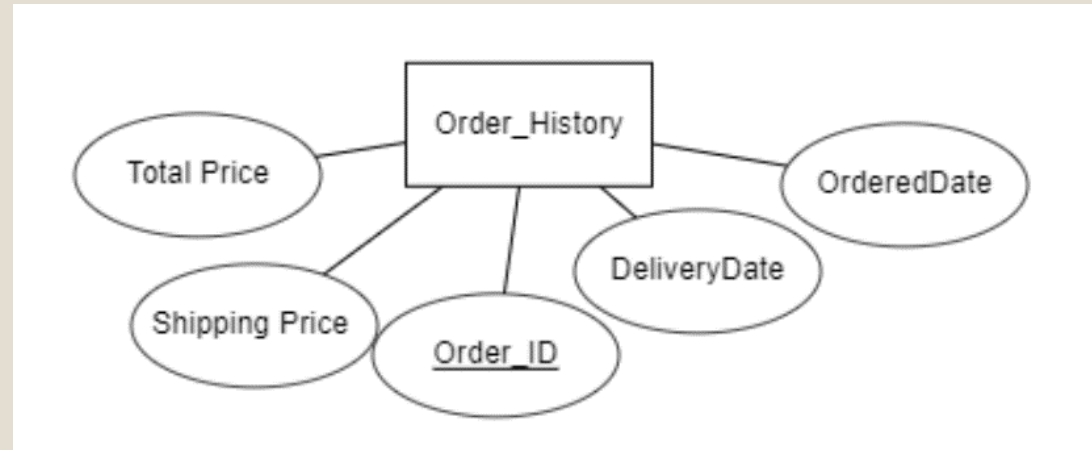 Order_History
Total Price
OrderedDate
DeliveryDate
Shipping Price
Order_ID